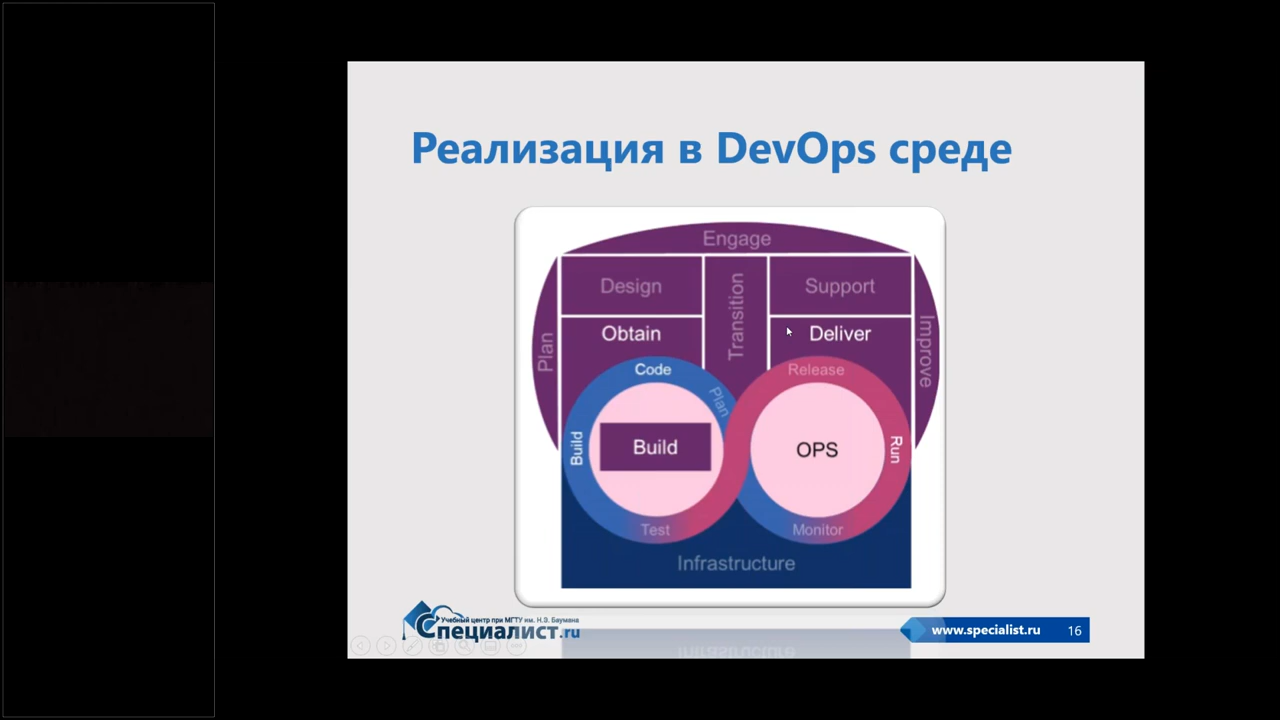 Реализация в DevOps среде
Engage
Design
Transition
Support
Plan
Obtain
Deliver
Improve
Code
Plan
Release
Build
Build
OPS
Run
Test
Monitor
Infrastructure
Учебный центр при МГТУ им. Н.Э. Баумана
Специалист.ru
www.specialist.ru 16
Infrastructure